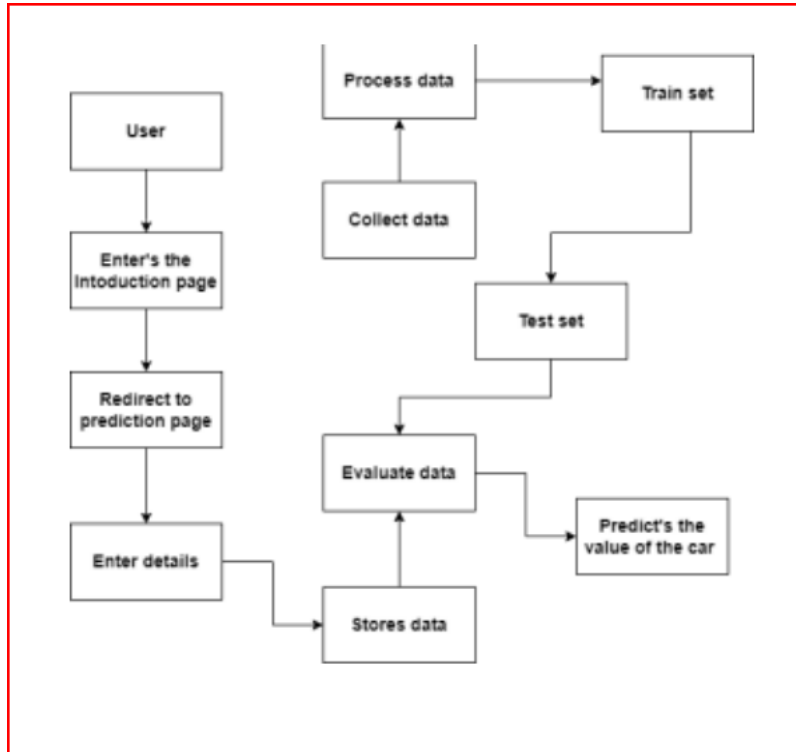 Process data
Train set
User
Collect data
Enter's the
Intoduction page
Test set
Redirect to
prediction page
Evaluate data
Predict's the
value of the car
Enter details
Stores data